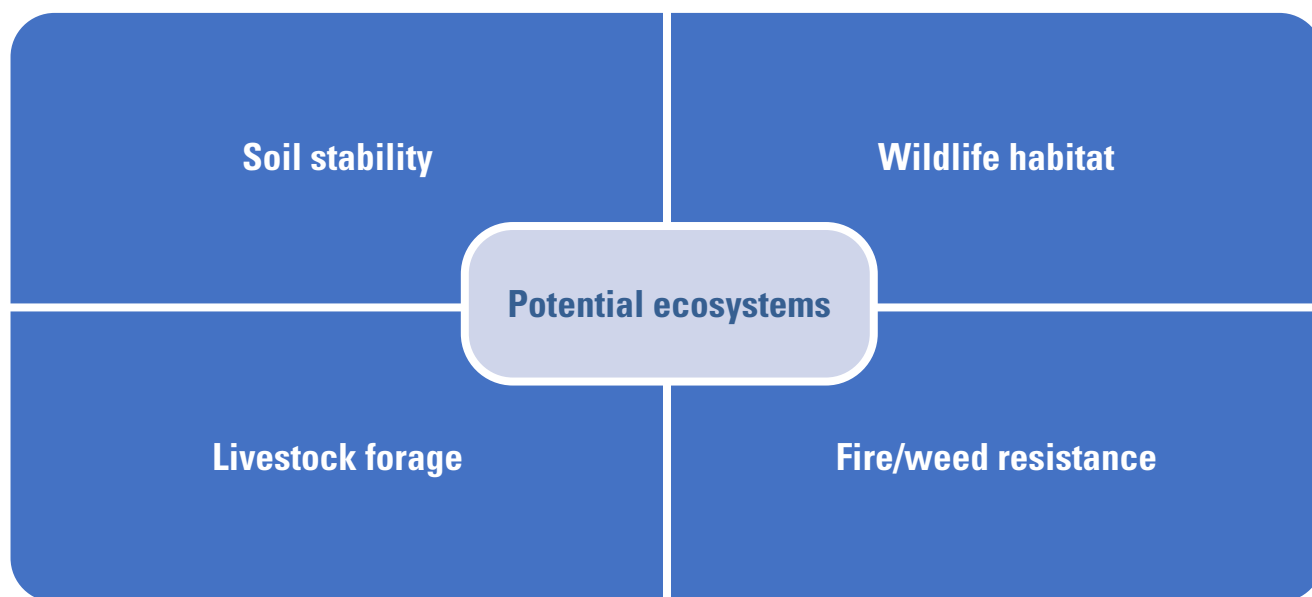 Soil stability
Wildlife habitat
Potential ecosystems
Livestock forage
Fire/weed resistance